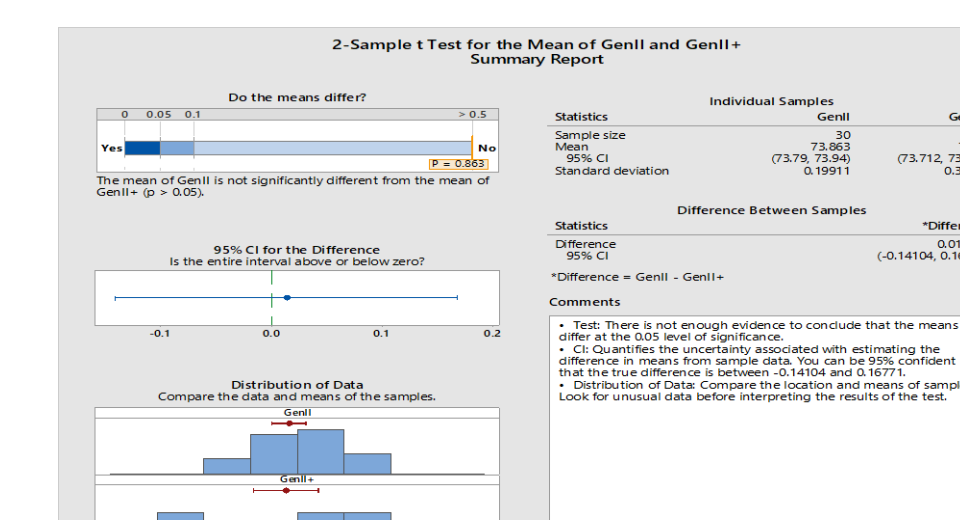 2-Sample t Test for the Mean of GenII and GenII+
Summary Report
Do the means differ?
0 0.05 0.1 > 0.5
Yes No
P = 0.863
The mean of GenII is not significantly different from the mean of
GenII+ (p > 0.05).
95% CI for the Difference
Is the entire interval above or below zero?
-0.1 0.0 0.1 0.2
Distribution of Data
Compare the data and means of the samples.
GenII
GenII+
Individual Samples
Statistics GenII
Sample size 30
Mean 73.863
95% CI (73.79, 73.94) (73.712,
Standard deviation 0.19911
Difference Between Samples
Statistics
Difference
95% CI (-0.14104,
*Difference = GenII - GenII+
Comments
• Test: There is not enough evidence to conclude that the means
differ at the 0.05 level of significance.
• CI: Quantifies the uncertainty associated with estimating the
difference in means from sample data. You can be 95% confident
that the true difference is between -0.14104 and 0.16771.
• Distribution of Data: Compare the location and means of
Look for unusual data before interpreting the results of the test.